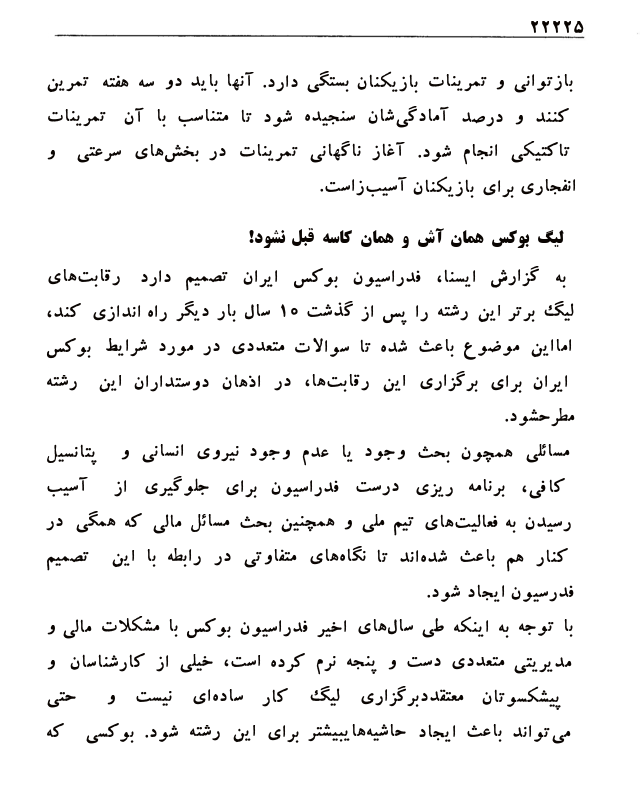 ۲۲۲۲۵
بازتوانی و تمرینات بازیکنان بستگی دارد. آنها باید دو سه هفته تمرین
کنند و درصد آمادگی‌شان سنجیده شود تا متناسب با آن تمرینات
تاکتیکی انجام شود. آغاز ناگهانی تمرینات در بخش‌های سرعتی و
انفجاری برای بازیکنان آسیب‌زاست.
لیگ بوکس همان آش و همان کاسه قبل نشود!
به گزارش ایسنا، فدراسیون بوکس ایران تصمیم دارد رقابت‌های
لیگ برتر این رشته را پس از گذشت ۱۰ سال بار دیگر راه اندازی کند،
امااین موضوع باعث شده تا سوالات متعددی در مورد شرایط بوکس
ایران برای برگزاری این رقابت‌ها، در اذهان دوستداران این رشته
مطرحشود.
مسائلی همچون بحث وجود یا عدم وجود نیروی انسانی و پتانسیل
کافی، برنامه ریزی درست فدراسیون برای جلوگیری از آسیب
رسیدن به فعالیت‌های تیم ملی و همچنین بحث مسائل مالی که همگی در
کنار هم باعث شده‌اند تا نگاه‌های متفاوتی در رابطه با این تصمیم
فدرسیون ایجاد شود.
با توجه به اینکه طی سال‌های اخیر فدراسیون بوکس با مشکلات مالی و
مدیریتی متعددی دست و پنجه نرم کرده است، خیلی از کارشناسان و
پیشکسوتان معتقددبرگزاری لیگ کار ساده‌ای نیست و حتی
می‌تواند باعث ایجاد حاشیه‌هایبیشتر برای این رشته شود. بوکسی که